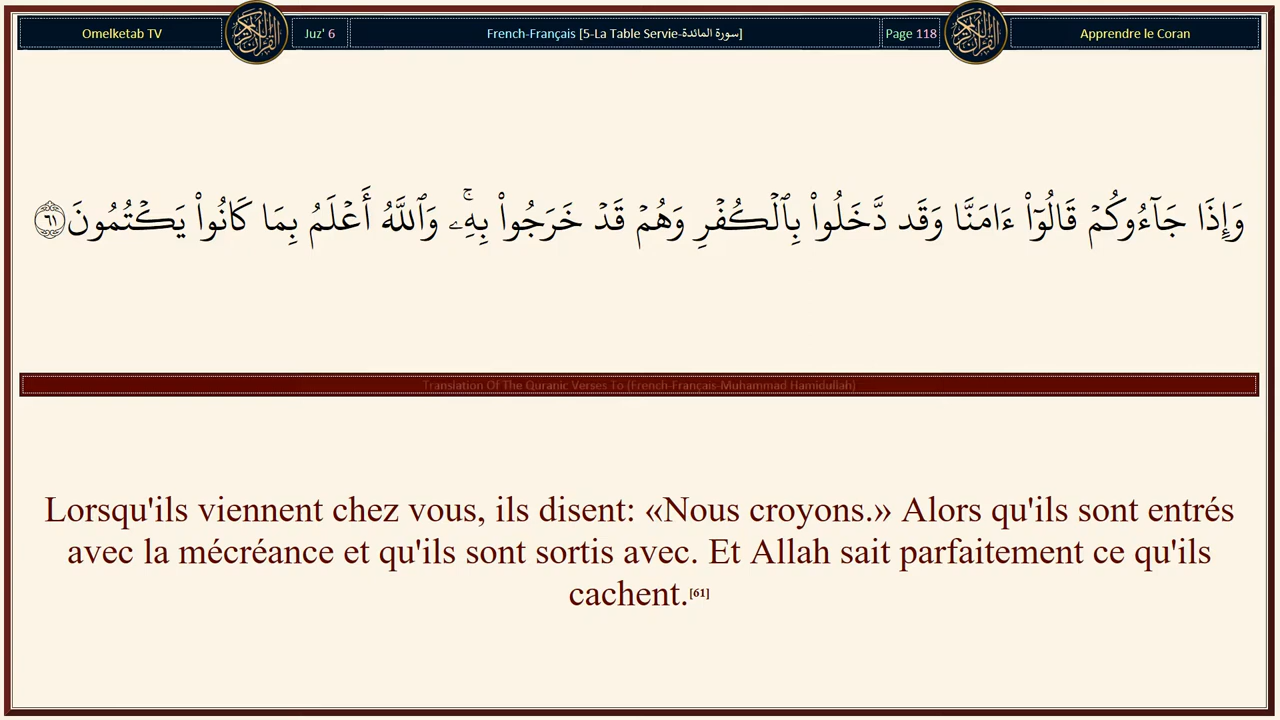 Omelketab TV
Juz' 6
French-Français [5-La Table Servie-سورة المائدة]
Page 118
Apprendre le Coran
وَإِذَا جَآءُوكُمۡ قَالُوٓاْ ءَامَنَّا وَقَد دَّخَلُواْ بِٱلۡكُفۡرِ وَهُمۡ قَدۡ خَرَجُواْ بِهِۦۚ وَٱللَّهُ أَعۡلَمُ بِمَا كَانُواْ يَكۡتُمُونَ ٦١
Translation Of The Quranic Verses To (French-Français-Muhammad Hamidullah)
Lorsqu'ils viennent chez vous, ils disent: «Nous croyons.» Alors qu'ils sont entrés
avec la mécréance et qu'ils sont sortis avec. Et Allah sait parfaitement ce qu'ils
cachent.[61]